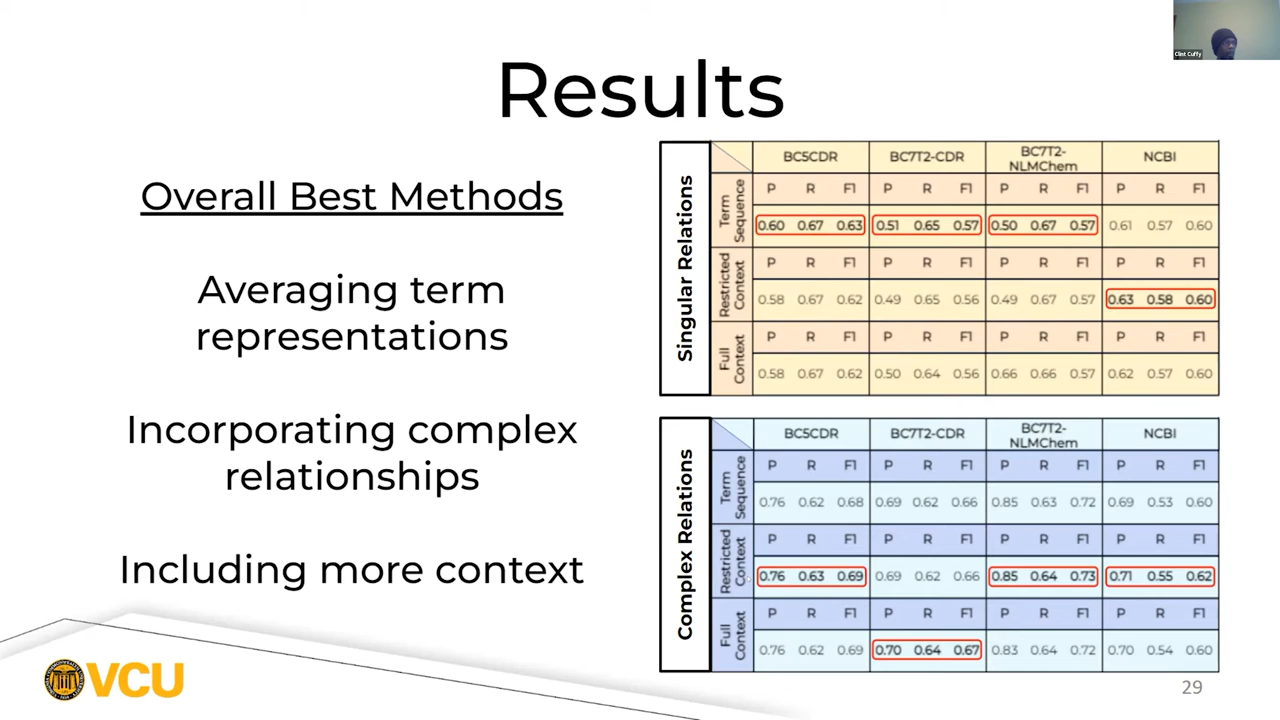 Clint Cuffy
Results
Overall Best Methods
Averaging term
representations
Incorporating complex
relationships
Including more context
Singular Relations
BC5CDR BC7T2-CDR BC7T2-NLMChem NCBI
Term Sequence
P R F1 P R F1 P R F1 P R F1
0.60 0.67 0.63 0.51 0.65 0.57 0.50 0.67 0.57 0.61 0.57 0.60
Restricted Context
P R F1 P R F1 P R F1 P R F1
0.58 0.67 0.62 0.49 0.65 0.56 0.49 0.67 0.57 0.63 0.58 0.60
Full Context
P R F1 P R F1 P R F1 P R F1
0.58 0.67 0.62 0.50 0.64 0.56 0.66 0.66 0.57 0.62 0.57 0.60
Complex Relations
BC5CDR BC7T2-CDR BC7T2-NLMChem NCBI
Term Sequence
P R F1 P R F1 P R F1 P R F1
0.76 0.62 0.68 0.69 0.62 0.66 0.85 0.63 0.72 0.69 0.53 0.60
Restricted Context
P R F1 P R F1 P R F1 P R F1
0.76 0.63 0.69 0.69 0.62 0.66 0.85 0.64 0.73 0.71 0.55 0.62
Full Context
P R F1 P R F1 P R F1 P R F1
0.76 0.62 0.69 0.70 0.64 0.67 0.83 0.64 0.72 0.70 0.54 0.60
VCU
29